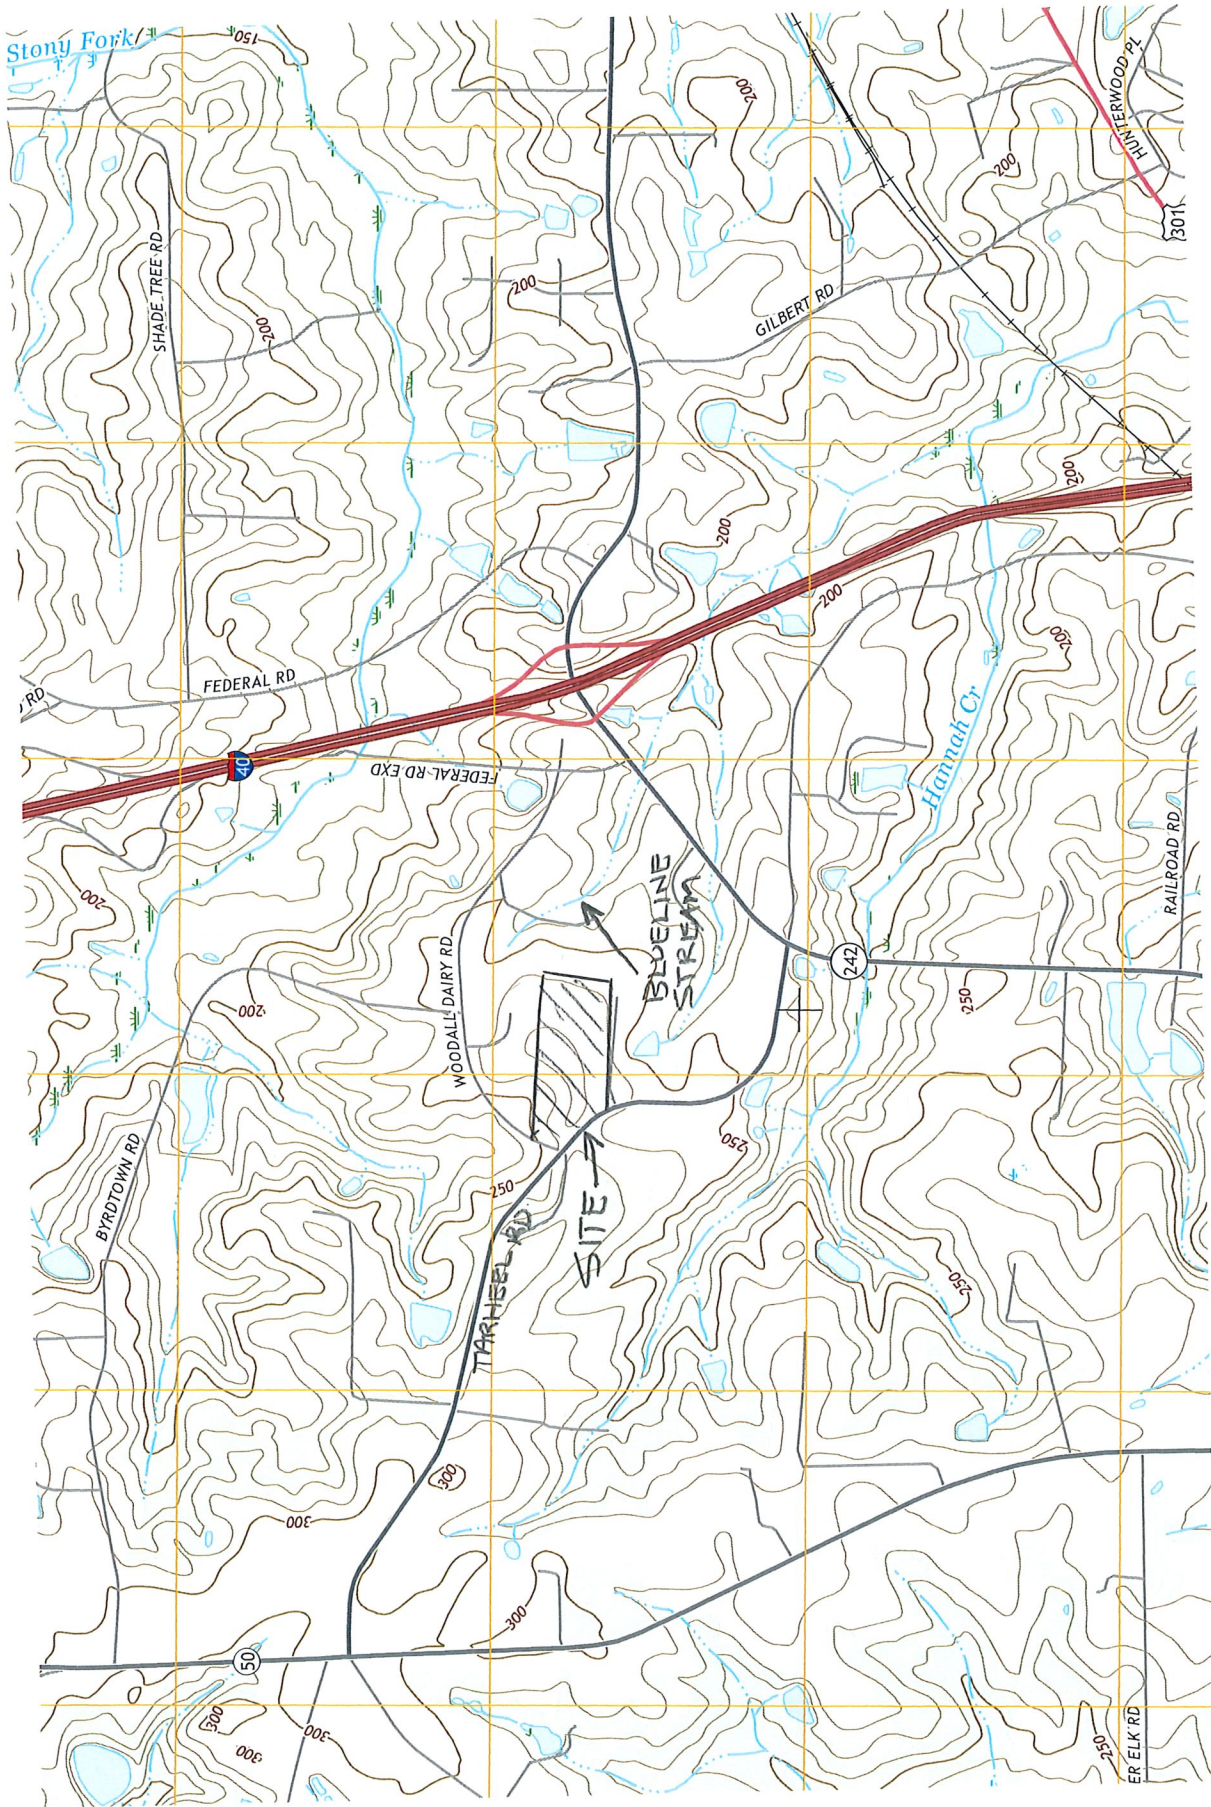 Stony Fork
150
200
HUNTERWOOD PL
200
301
SHADE TREE RD
200
200
GILBERT RD
200
200
200
FEDERAL RD
RD
200
40
FEDERAL RD EXD
Hannah Cr
RAILROAD RD
200
BLUELINE
STREAM
WOODALL DAIRY RD
242
250
200
BYRDTOWN RD
250
250
SITE
TARHEEL RD
250
300
300
300
50
300
300
300
250
ER ELK RD